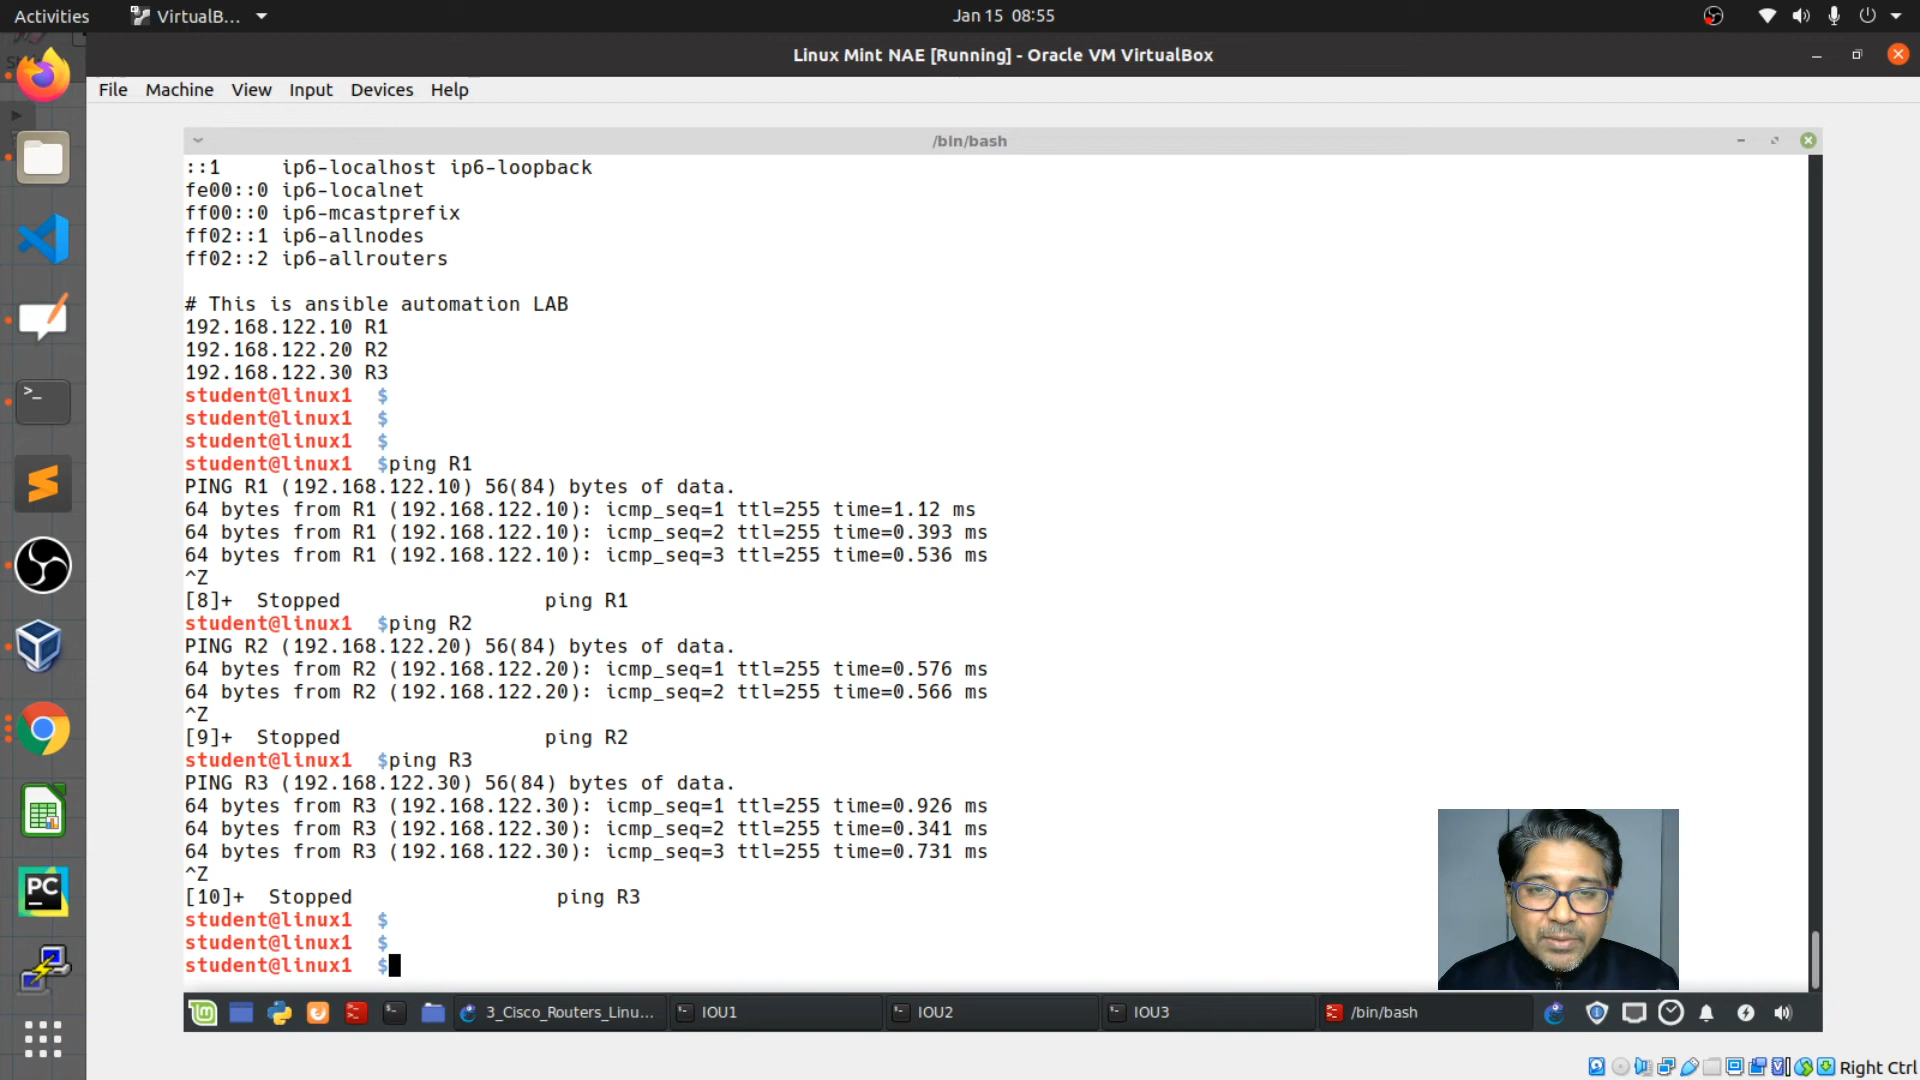 Activities
VirtualB...
Jan 15 08:55
Linux Mint NAE [Running] - Oracle VM VirtualBox
File Machine View Input Devices Help
/bin/bash
::1     ip6-localhost ip6-loopback
fe00::0 ip6-localnet
ff00::0 ip6-mcastprefix
ff02::1 ip6-allnodes
ff02::2 ip6-allrouters
# This is ansible automation LAB
192.168.122.10 R1
192.168.122.20 R2
192.168.122.30 R3
student@linux1  $
student@linux1  $
student@linux1  $
student@linux1  $ping R1
PING R1 (192.168.122.10) 56(84) bytes of data.
64 bytes from R1 (192.168.122.10): icmp_seq=1 ttl=255 time=1.12 ms
64 bytes from R1 (192.168.122.10): icmp_seq=2 ttl=255 time=0.393 ms
64 bytes from R1 (192.168.122.10): icmp_seq=3 ttl=255 time=0.536 ms
^Z
[8]+  Stopped                 ping R1
student@linux1  $ping R2
PING R2 (192.168.122.20) 56(84) bytes of data.
64 bytes from R2 (192.168.122.20): icmp_seq=1 ttl=255 time=0.576 ms
64 bytes from R2 (192.168.122.20): icmp_seq=2 ttl=255 time=0.566 ms
^Z
[9]+  Stopped                 ping R2
student@linux1  $ping R3
PING R3 (192.168.122.30) 56(84) bytes of data.
64 bytes from R3 (192.168.122.30): icmp_seq=1 ttl=255 time=0.926 ms
64 bytes from R3 (192.168.122.30): icmp_seq=2 ttl=255 time=0.341 ms
64 bytes from R3 (192.168.122.30): icmp_seq=3 ttl=255 time=0.731 ms
^Z
[10]+  Stopped                 ping R3
student@linux1  $
student@linux1  $
student@linux1  $
PC
3_Cisco_Routers_Linu...
IOU1
IOU2
IOU3
/bin/bash
Right Ctrl